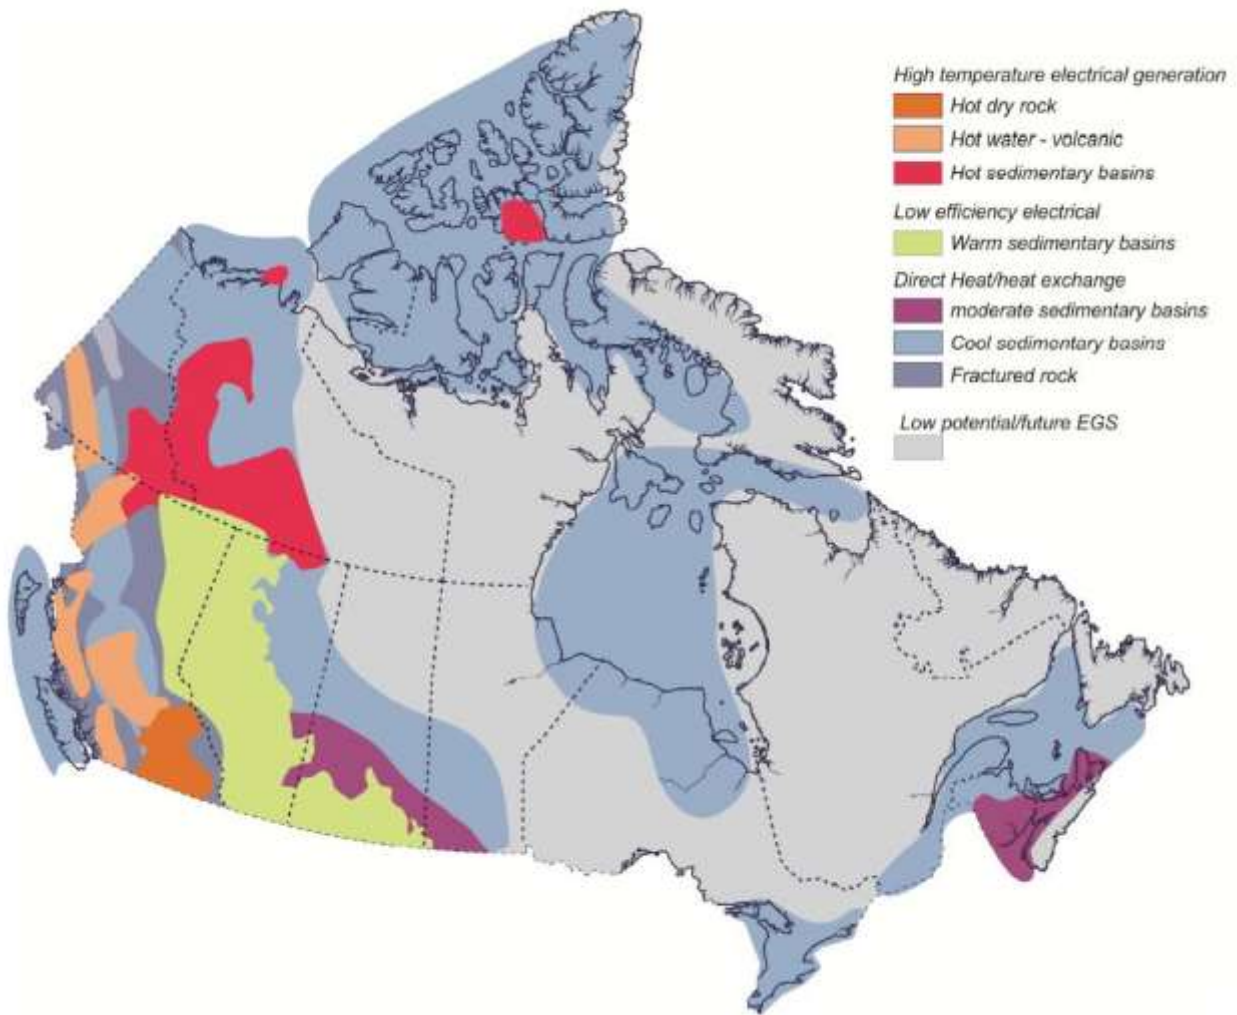 High temperature electrical generation
Hot dry rock
Hot water - volcanic
Hot sedimentary basins
Low efficiency electrical
Warm sedimentary basins
Direct Heat/heat exchange
moderate sedimentary basins
Cool sedimentary basins
Fractured rock
Low potential/future EGS